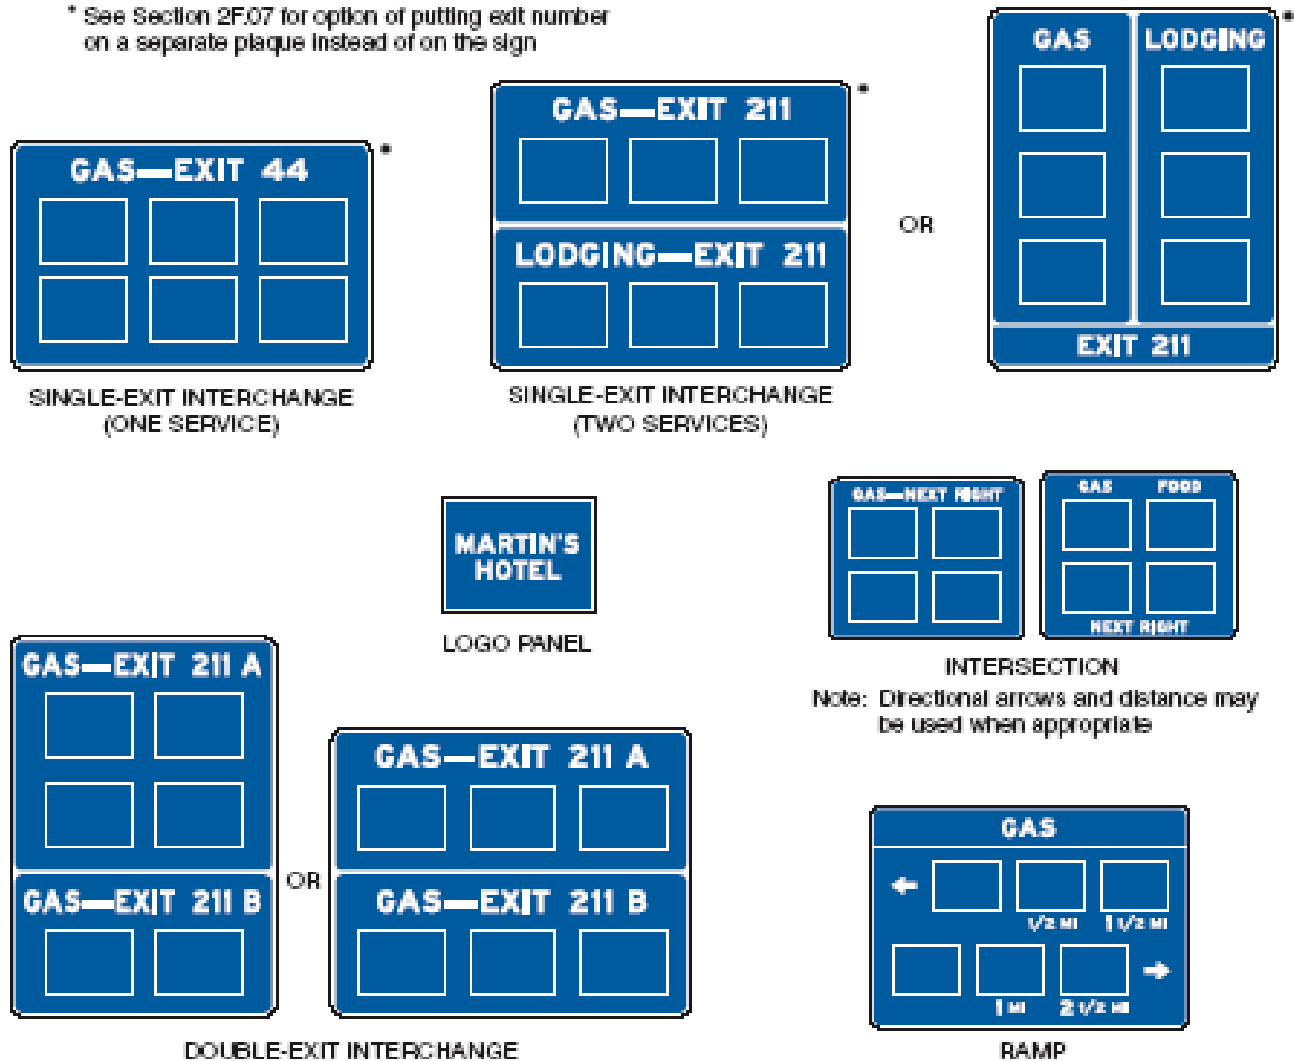 * See Section 2F.07 for option of putting exit number
on a separate plaque instead of on the sign
GAS—EXIT 44
*
SINGLE-EXIT INTERCHANGE
(ONE SERVICE)
GAS—EXIT 211
*
LODGING—EXIT 211
SINGLE-EXIT INTERCHANGE
(TWO SERVICES)
OR
GAS LODGING
*
EXIT 211
MARTIN'S
HOTEL
LOGO PANEL
GAS—NEXT RIGHT
GAS FOOD
NEXT RIGHT
INTERSECTION
Note: Directional arrows and distance may
be used when appropriate
GAS—EXIT 211 A
GAS—EXIT 211 B
OR
GAS—EXIT 211 A
GAS—EXIT 211 B
DOUBLE-EXIT INTERCHANGE
GAS
1/2 MI 1 1/2 MI
1 MI 2 1/2 MI
RAMP